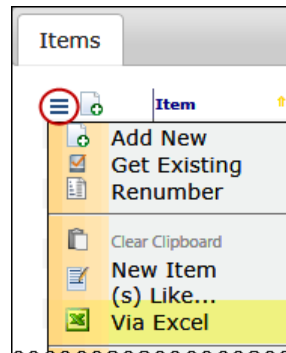 Items
Item
Add New
Get Existing
Renumber
Clear Clipboard
New Item
(s) Like...
Via Excel